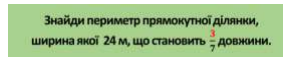 Знайди периметр прямокутної ділянки,
ширина якої 24 м, що становить 3/7 довжини.